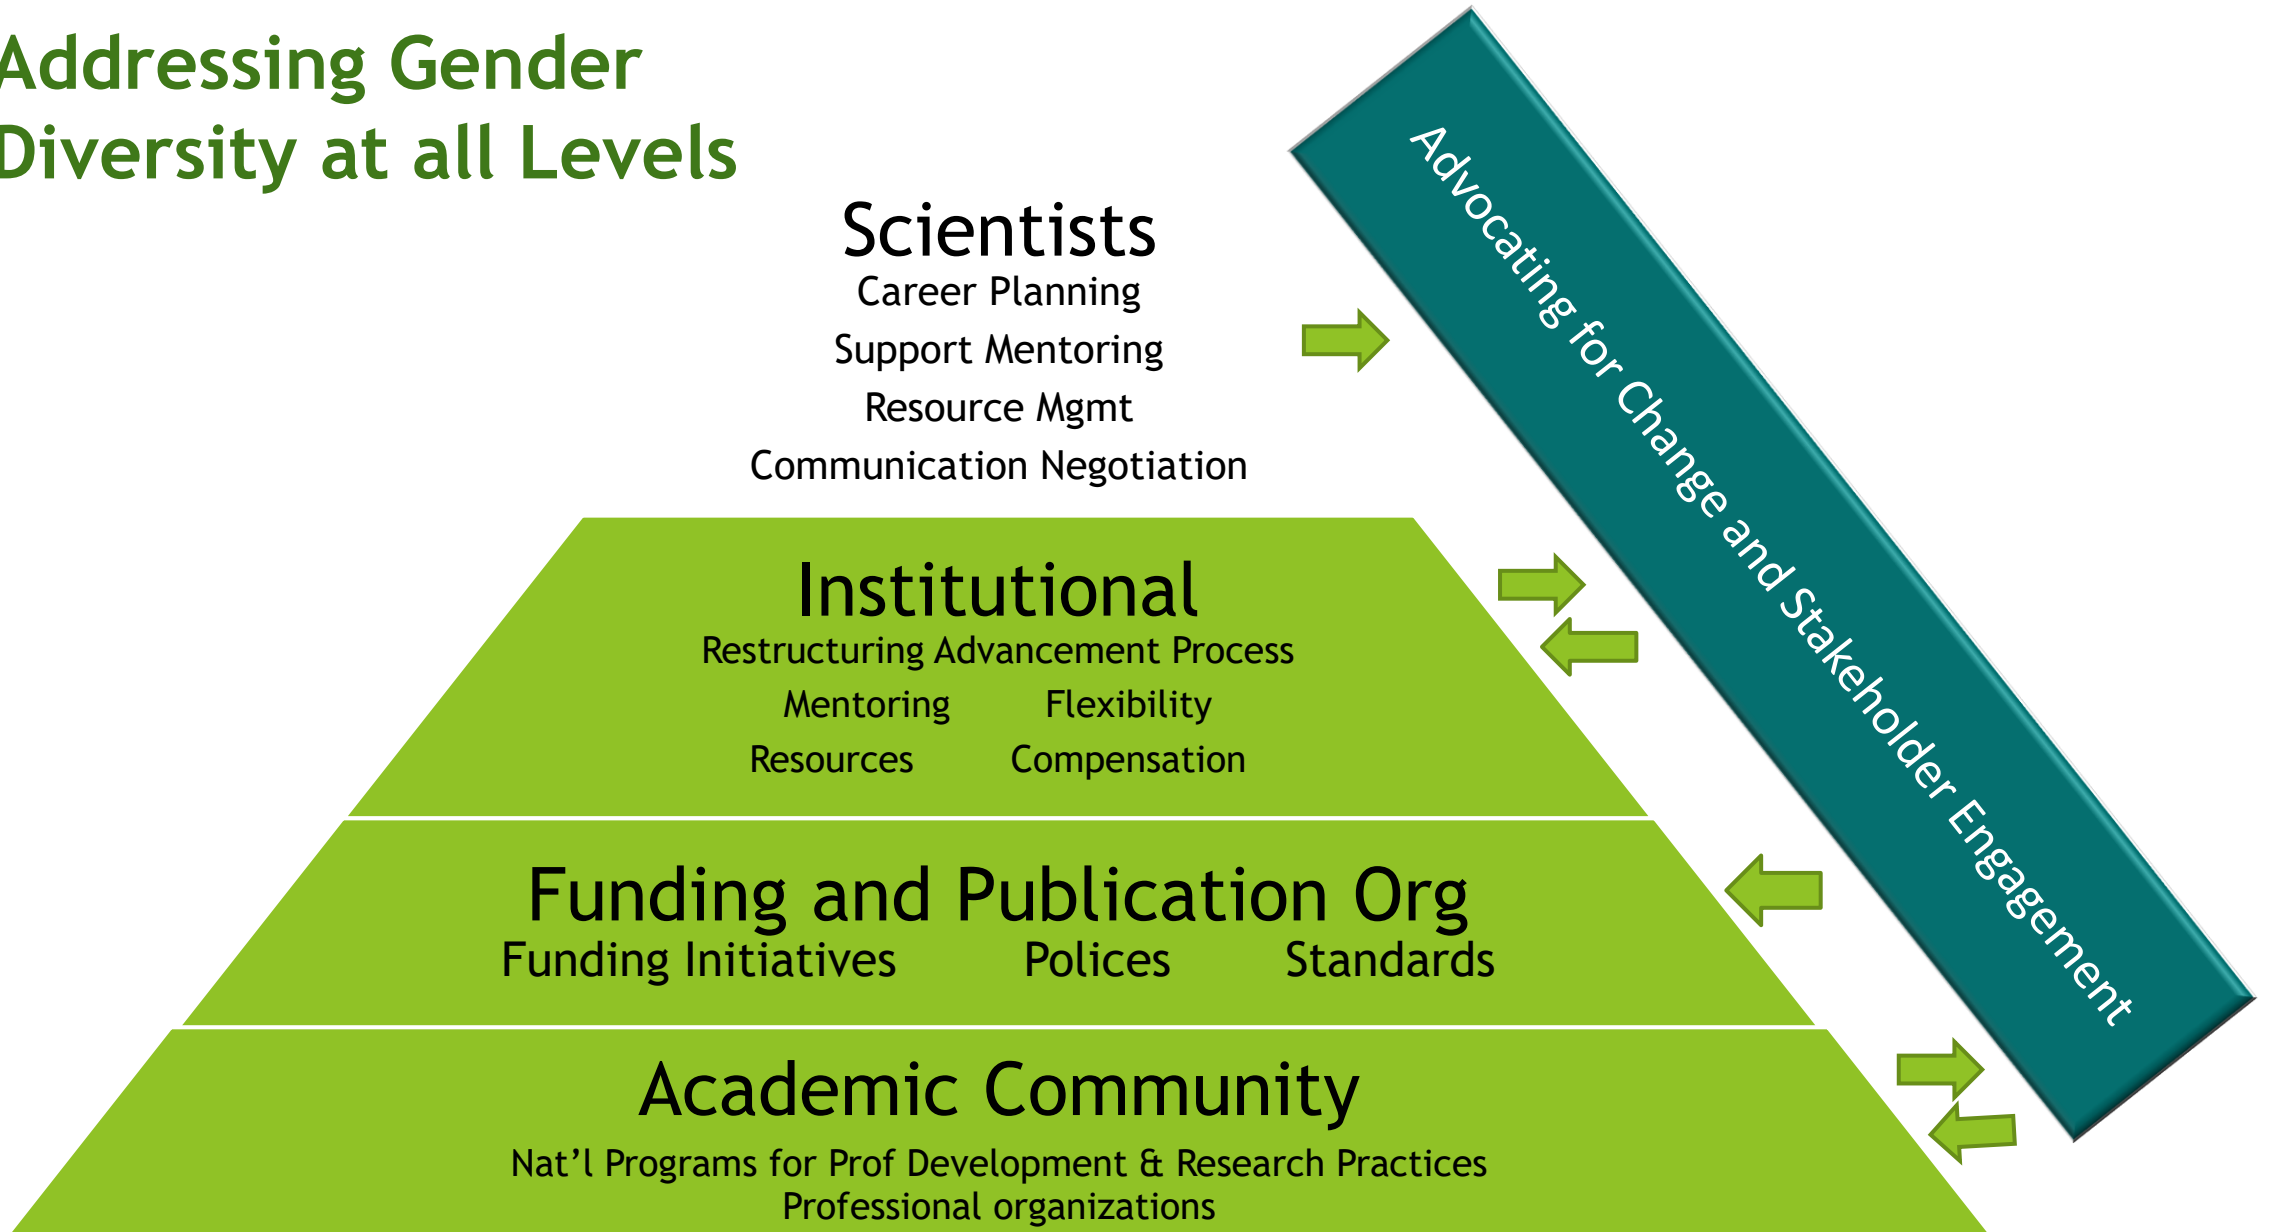 Addressing Gender
Diversity at all Levels
Scientists
Career Planning
Support Mentoring
Resource Mgmt
Communication Negotiation
Institutional
Restructuring Advancement Process
Mentoring Flexibility
Resources Compensation
Funding and Publication Org
Funding Initiatives Polices Standards
Academic Community
Nat’l Programs for Prof Development & Research Practices
Professional organizations
Advocating for Change and Stakeholder Engagement